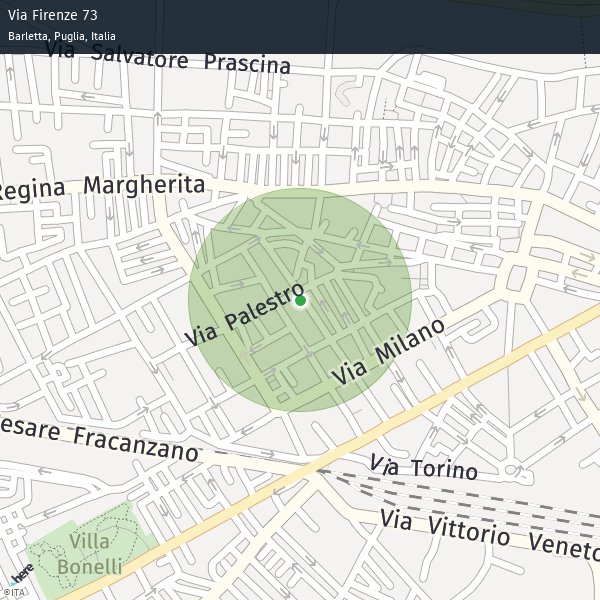 Via Firenze 73
Barletta, Puglia, Italia
Via Salvatore Prascina
Regina Margherita
Via Palestro
Via Milano
esare Fracanzano
Via Torino
Via Vittorio Veneto
Villa
Bonelli
here
©ITA